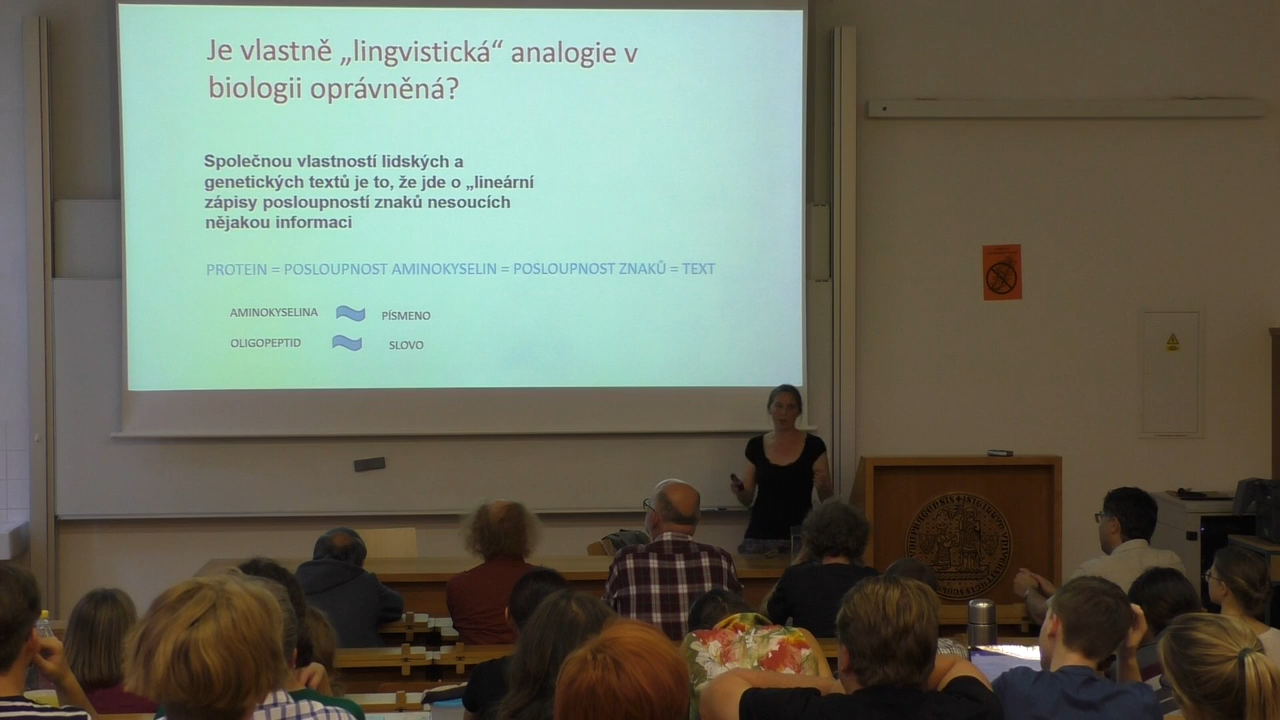 Je vlastně „lingvistická“ analogie v
biologii oprávněná?
Společnou vlastností lidských a
genetických textů je to, že jde o „lineární
zápisy posloupností znaků nesoucích
nějakou informaci
PROTEIN = POSLOUPNOST AMINOKYSELIN = POSLOUPNOST ZNAKŮ = TEXT
AMINOKYSELINA PÍSMENO
OLIGOPEPTID SLOVO